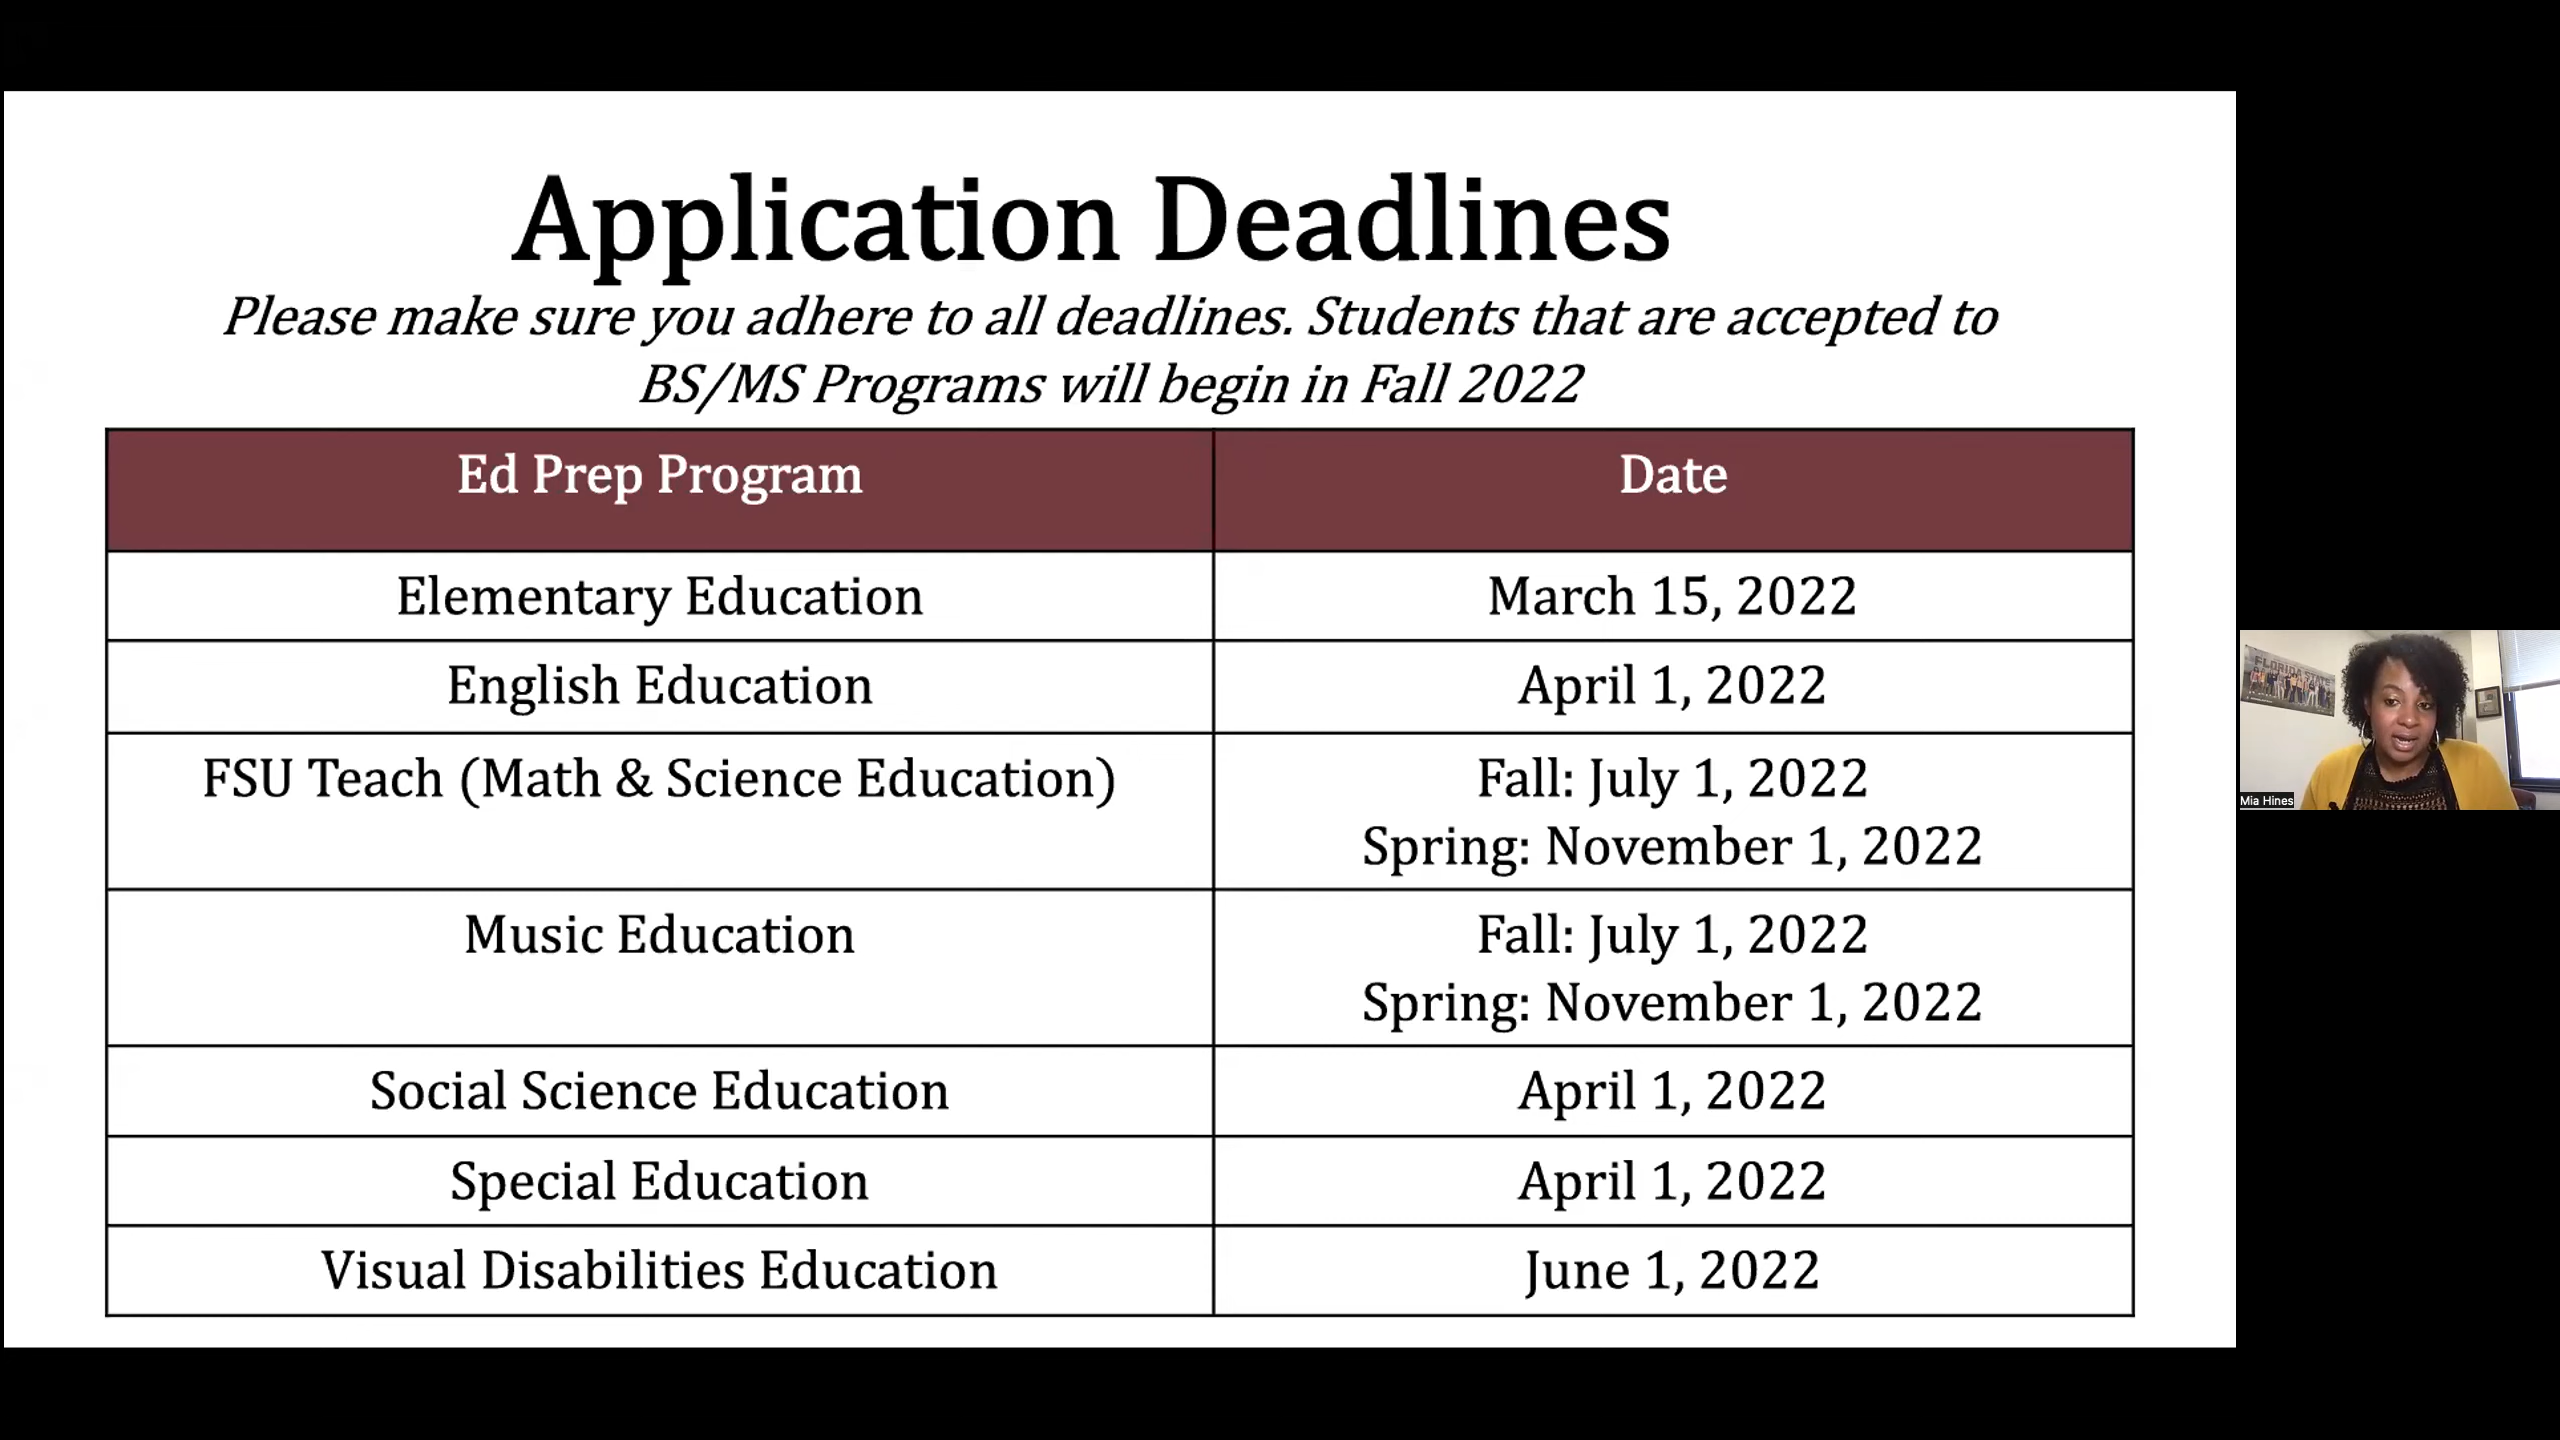 Application Deadlines
Please make sure you adhere to all deadlines. Students that are accepted to
BS/MS Programs will begin in Fall 2022
Ed Prep Program
Date
Elementary Education
March 15, 2022
English Education
April 1, 2022
FSU Teach (Math & Science Education)
Fall: July 1, 2022
Spring: November 1, 2022
Music Education
Fall: July 1, 2022
Spring: November 1, 2022
Social Science Education
April 1, 2022
Special Education
April 1, 2022
Visual Disabilities Education
June 1, 2022
FLORIDA
Mia Hines